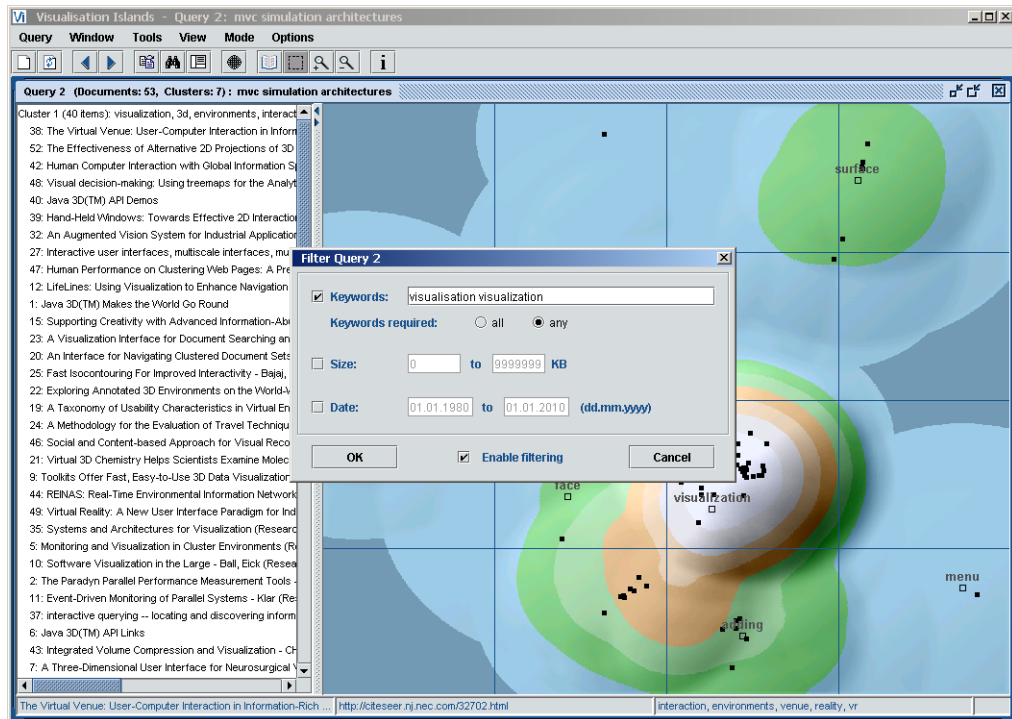 Vi Visualisation Islands - Query 2: mvc simulation architectures
Query Window Tools View Mode Options
i
Query 2 (Documents: 53, Clusters: 7) : mvc simulation architectures
Cluster 1 (40 items): visualization, 3d, environments, interact
38: The Virtual Venue: User-Computer Interaction in Inform
52: The Effectiveness of Alternative 2D Projections of 3D
42: Human Computer Interaction with Global Information S
48: Visual decision-making: Using treemaps for the Analyt
40: Java 3D(TM) API Demos
39: Hand-Held Windows: Towards Effective 2D Interaction
32: An Augmented Vision System for Industrial Application
27: Interactive user interfaces, multiscale interfaces, mu
47: Human Performance on Clustering Web Pages: A Pre
12: LifeLines: Using Visualization to Enhance Navigation
1: Java 3D(TM) Makes the World Go Round
15: Supporting Creativity with Advanced Information-Abu
23: A Visualization Interface for Document Searching an
20: An Interface for Navigating Clustered Document Sets
25: Fast Isocontouring For Improved Interactivity - Bajaj,
22: Exploring Annotated 3D Environments on the World-W
19: A Taxonomy of Usability Characteristics in Virtual En
24: A Methodology for the Evaluation of Travel Techniqu
46: Social and Content-based Approach for Visual Reco
21: Virtual 3D Chemistry Helps Scientists Examine Molec
9: Toolkits Offer Fast, Easy-to-Use 3D Data Visualization
44: REINAS: Real-Time Environmental Information Network
49: Virtual Reality: A New User Interface Paradigm for Ind
35: Systems and Architectures for Visualization (Researc
5: Monitoring and Visualization in Cluster Environments (R
10: Software Visualization in the Large - Ball, Eick (Resea
2: The Paradyn Parallel Performance Measurement Tools -
11: Event-Driven Monitoring of Parallel Systems - Klar (Re
37: interactive querying -- locating and discovering inform
6: Java 3D(TM) API Links
43: Integrated Volume Compression and Visualization - CH
7: A Three-Dimensional User Interface for Neurosurgical V
surface
Filter Query 2
Keywords: visualisation visualization
Keywords required: all any
Size: 0 to 9999999 KB
Date: 01.01.1980 to 01.01.2010 (dd.mm.yyyy)
OK Enable filtering Cancel
face
visualization
menu
adding
The Virtual Venue: User-Computer Interaction in Information-Rich ... http://citeseer.nj.nec.com/32702.html interaction, environments, venue, reality, vr